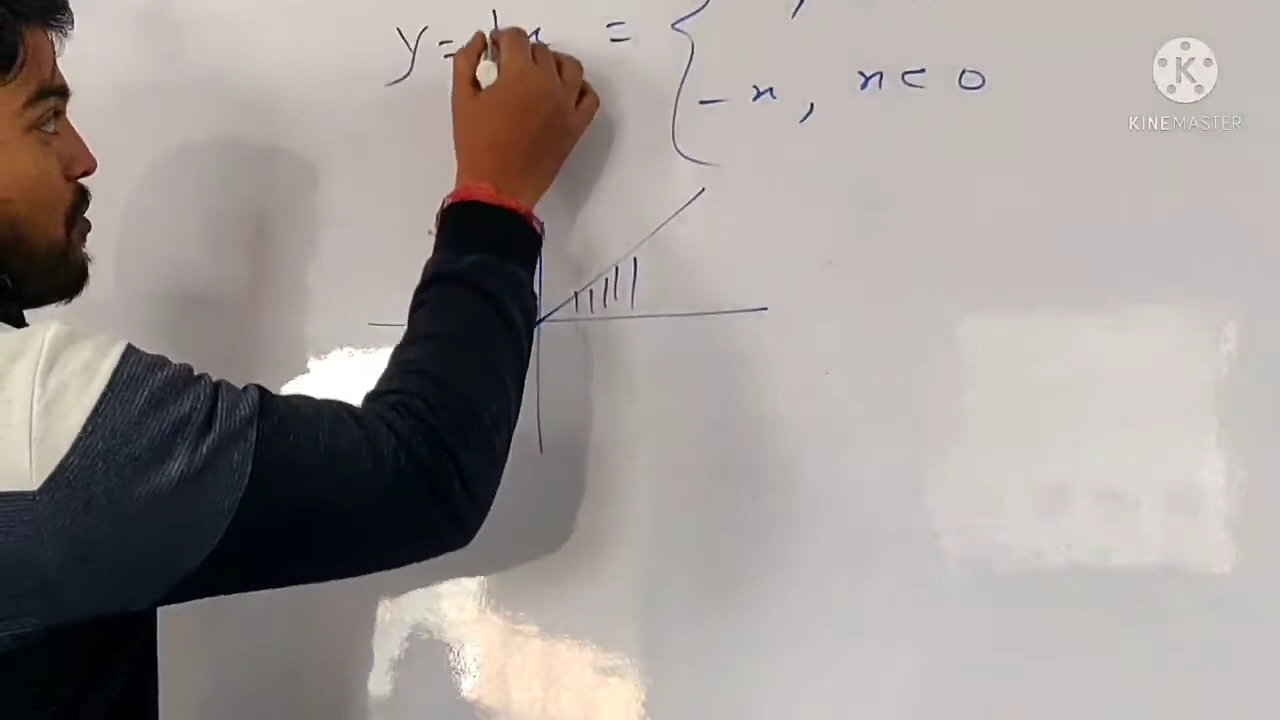 y = |x = {
- x , x < 0
K
KINEMASTER